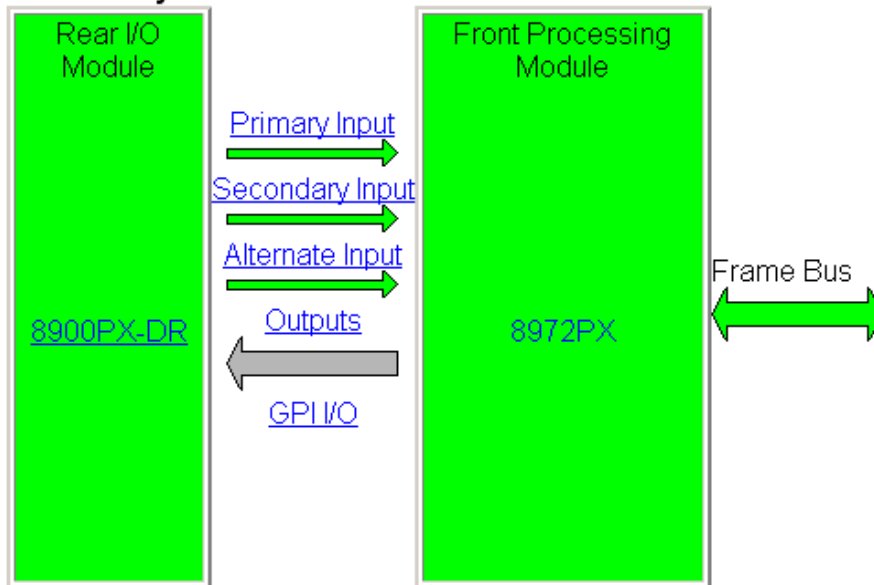 Rear I/O
Module
Front Processing
Module
Primary Input
Secondary Input
Alternate Input
Frame Bus
Outputs
8900PX-DR
8972PX
GPI I/O